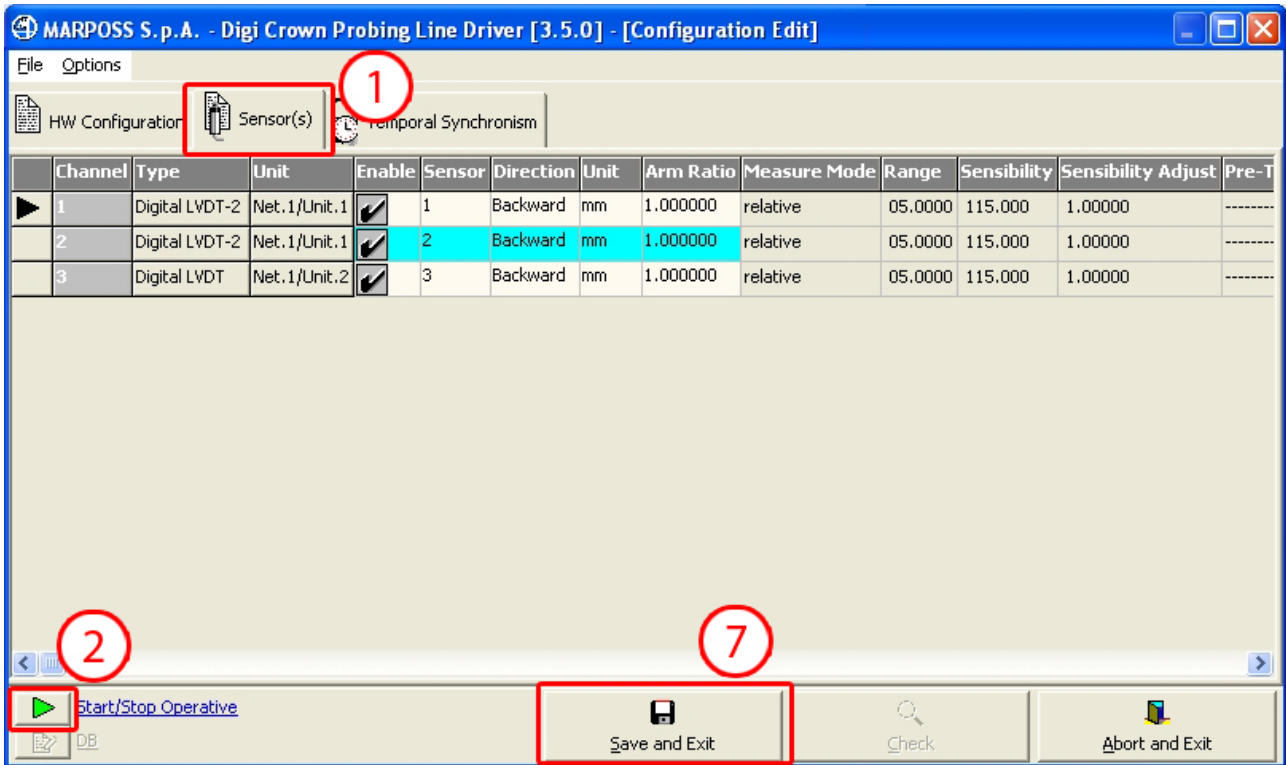 MARPOSS S.p.A. - Digi Crown Probing Line Driver [3.5.0] - [Configuration Edit]
File Options
1
HW Configuration Sensor(s) Temporal Synchronism
Channel Type Unit Enable Sensor Direction Unit Arm Ratio Measure Mode Range Sensibility Sensibility Adjust Pre-T
1 Digital LVDT-2 Net.1/Unit.1 1 Backward mm 1.000000 relative 05.0000 115.000 1.00000 -------
2 Digital LVDT-2 Net.1/Unit.1 2 Backward mm 1.000000 relative 05.0000 115.000 1.00000 -------
3 Digital LVDT Net.1/Unit.2 3 Backward mm 1.000000 relative 05.0000 115.000 1.00000 -------
2 7
Start/Stop Operative
DB Save and Exit Check Abort and Exit